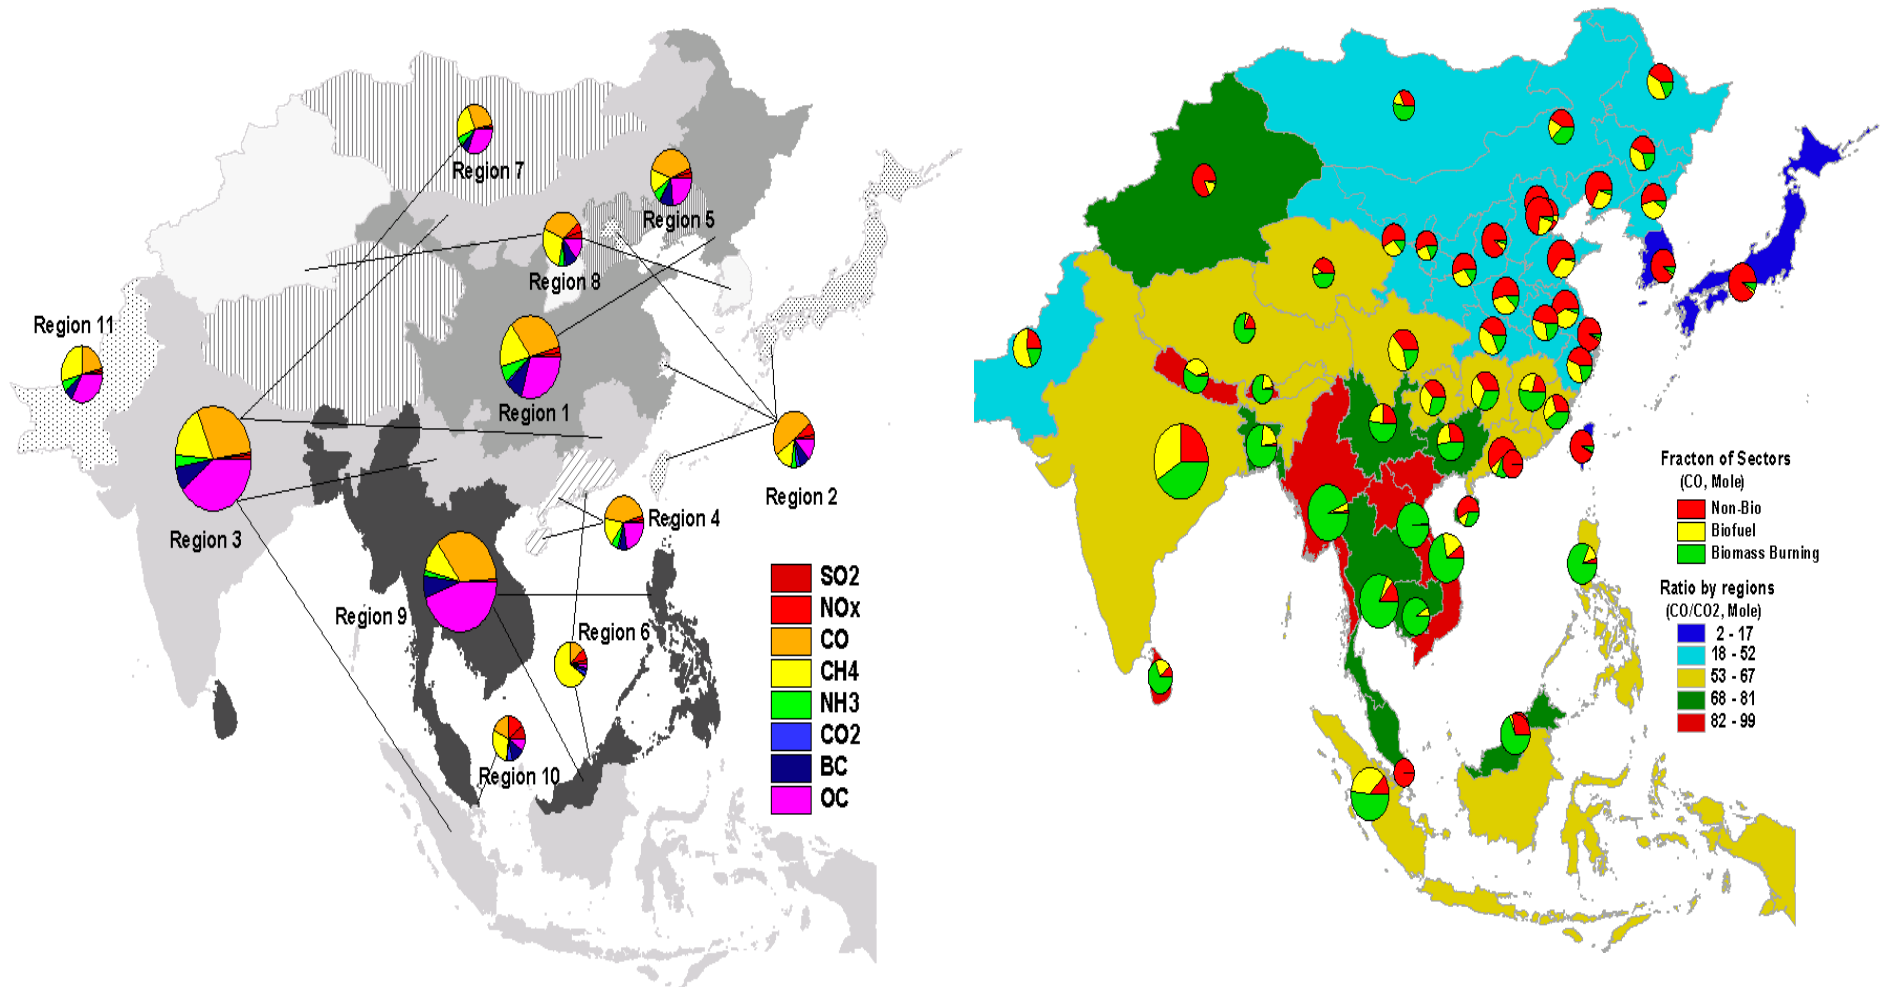 Region 7
Region 5
Region 8
Region 11
Region 1
Region 2
Region 4
Region 3
Region 9
Region 6
Region 10
SO2
NOx
CO
CH4
NH3
CO2
BC
OC
Fracton of Sectors
(CO, Mole)
Non-Bio
Biofuel
Biomass Burning
Ratio by regions
(CO/CO2, Mole)
2 - 17
18 - 52
53 - 67
68 - 81
82 - 99